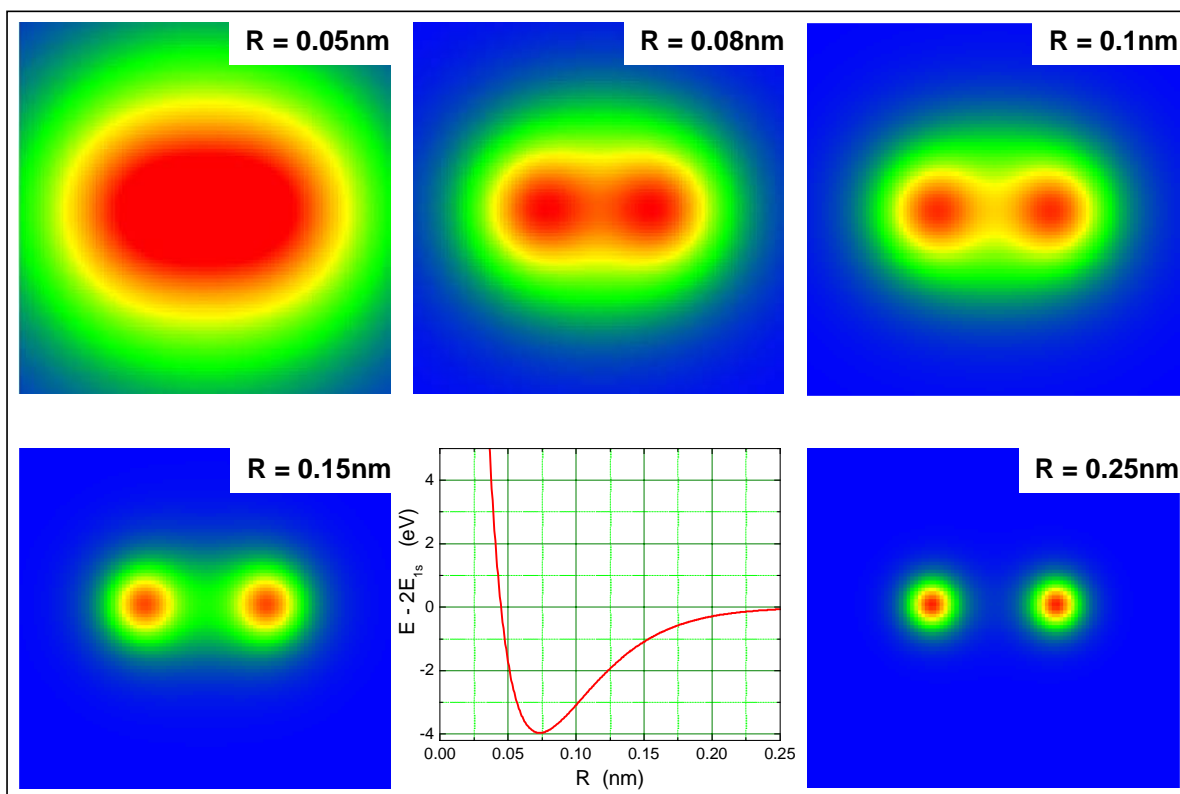 R = 0.05nm
R = 0.08nm
R = 0.1nm
R = 0.15nm
R = 0.25nm
E - 2E1s (eV)
4
2
0
-2
-4
0.00 0.05 0.10 0.15 0.20 0.25
R (nm)